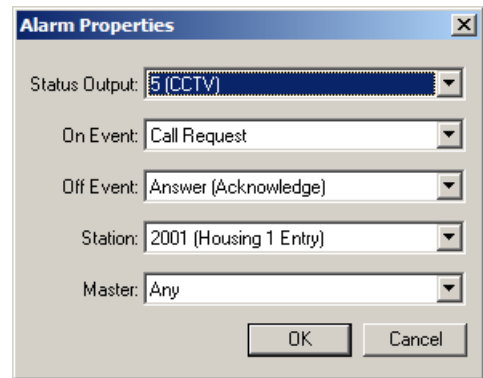 Alarm Properties
Status Output: 5 (CCTV)
On Event: Call Request
Off Event: Answer (Acknowledge)
Station: 2001 (Housing 1 Entry)
Master: Any
OK Cancel